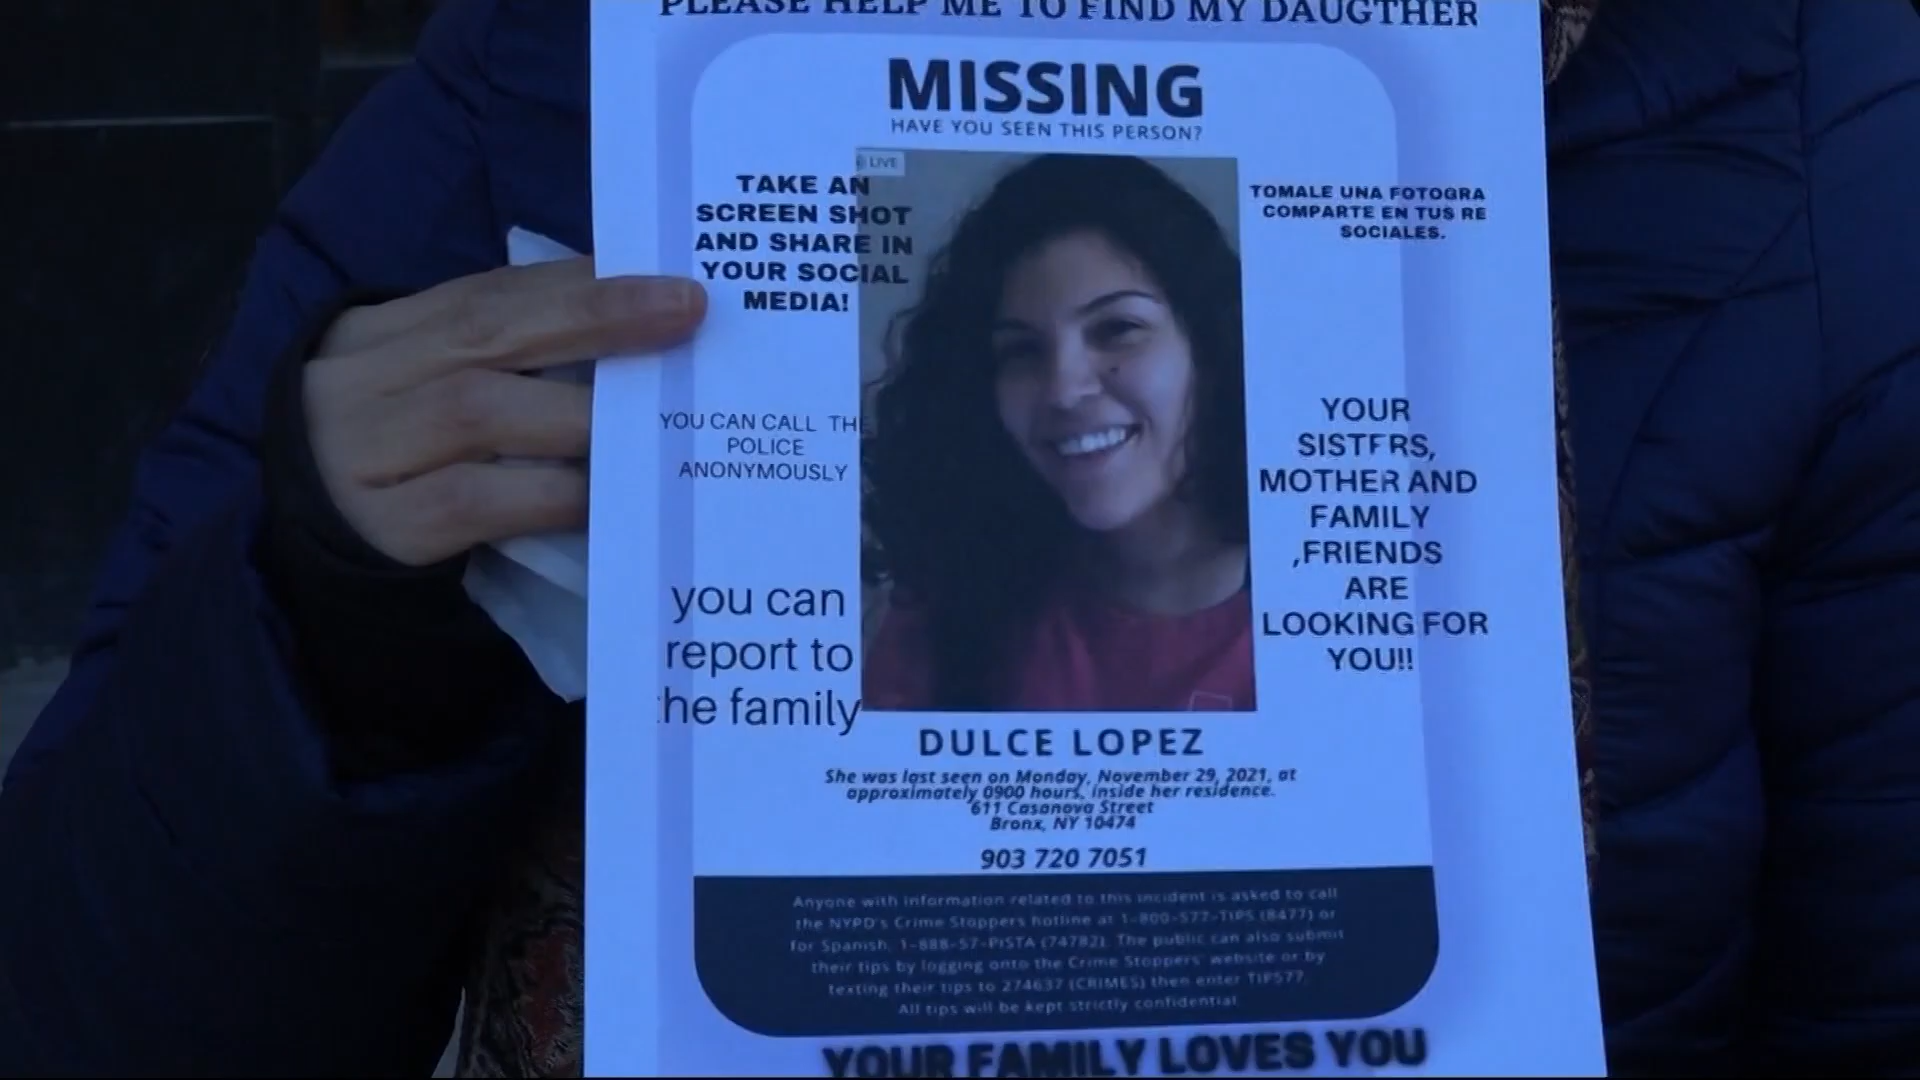 PLEASE HELP ME TO FIND MY DAUGTHER
MISSING
HAVE YOU SEEN THIS PERSON?
LIVE
TAKE AN
SCREEN SHOT
AND SHARE IN
YOUR SOCIAL
MEDIA!
TOMALE UNA FOTOGRA
COMPARTE EN TUS RE
SOCIALES.
YOU CAN CALL THE
POLICE
ANONYMOUSLY
YOUR
SISTERS,
MOTHER AND
FAMILY
,FRIENDS
ARE
LOOKING FOR
YOU!!
you can
report to
the family
DULCE LOPEZ
She was last seen on Monday, November 29, 2021, at
approximately 0900 hours, inside her residence.
611 Casanova Street
Bronx, NY 10474
903 720 7051
Anyone with information related to this incident is asked to call
the NYPD's Crime Stoppers hotline at 1-800-577-TIPS (8477) or
for Spanish, 1-888-57-PISTA (74782). The public can also submit
their tips by logging onto the Crime Stoppers' website or by
texting their tips to 274637 (CRIMES) then enter TIP577.
All tips will be kept strictly confidential.
YOUR FAMILY LOVES YOU